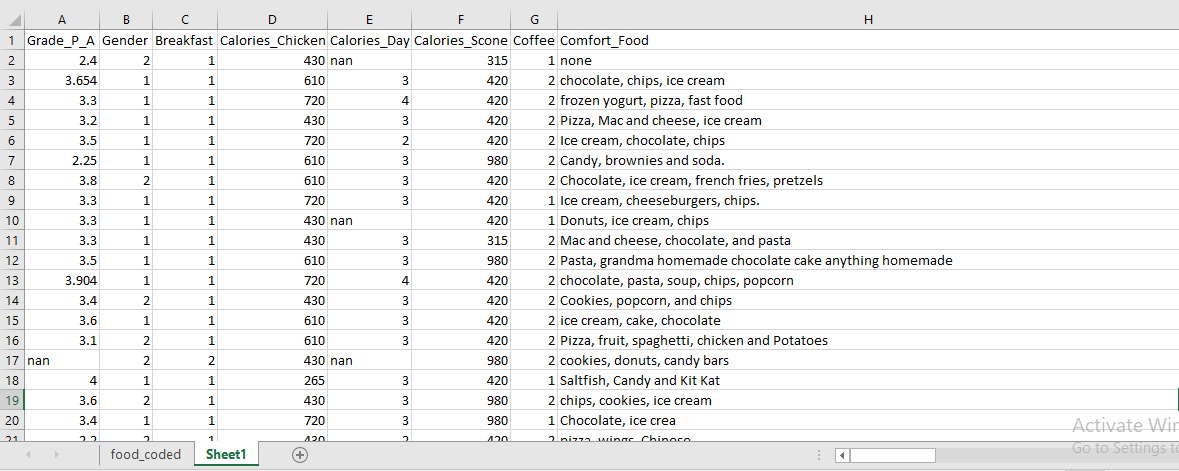 A B C D E F G H
1 Grade_P_A Gender Breakfast Calories_Chicken Calories_Day Calories_Scone Coffee Comfort_Food
2 2.4 2 1 430 nan 315 1 none
3 3.654 1 1 610 3 420 2 chocolate, chips, ice cream
4 3.3 1 1 720 4 420 2 frozen yogurt, pizza, fast food
5 3.2 1 1 430 3 420 2 Pizza, Mac and cheese, ice cream
6 3.5 1 1 720 2 420 2 Ice cream, chocolate, chips
7 2.25 1 1 610 3 980 2 Candy, brownies and soda.
8 3.8 2 1 610 3 420 2 Chocolate, ice cream, french fries, pretzels
9 3.3 1 1 720 3 420 1 Ice cream, cheeseburgers, chips.
10 3.3 1 1 430 nan 420 1 Donuts, ice cream, chips
11 3.3 1 1 430 3 315 2 Mac and cheese, chocolate, and pasta
12 3.5 1 1 610 3 980 2 Pasta, grandma homemade chocolate cake anything homemade
13 3.904 1 1 720 4 420 2 chocolate, pasta, soup, chips, popcorn
14 3.4 2 1 430 3 420 2 Cookies, popcorn, and chips
15 3.6 1 1 610 3 420 2 ice cream, cake, chocolate
16 3.1 2 1 610 3 420 2 Pizza, fruit, spaghetti, chicken and Potatoes
17 nan 2 2 430 nan 980 2 cookies, donuts, candy bars
18 4 1 1 265 3 420 1 Saltfish, Candy and Kit Kat
19 3.6 2 1 430 3 980 2 chips, cookies, ice cream
20 3.4 1 1 720 3 980 1 Chocolate, ice crea
21 2.2 2 1 430 2 420 2 pizza, wings, Chinese
Activate Wi
Go to Settings t
food_coded Sheet1